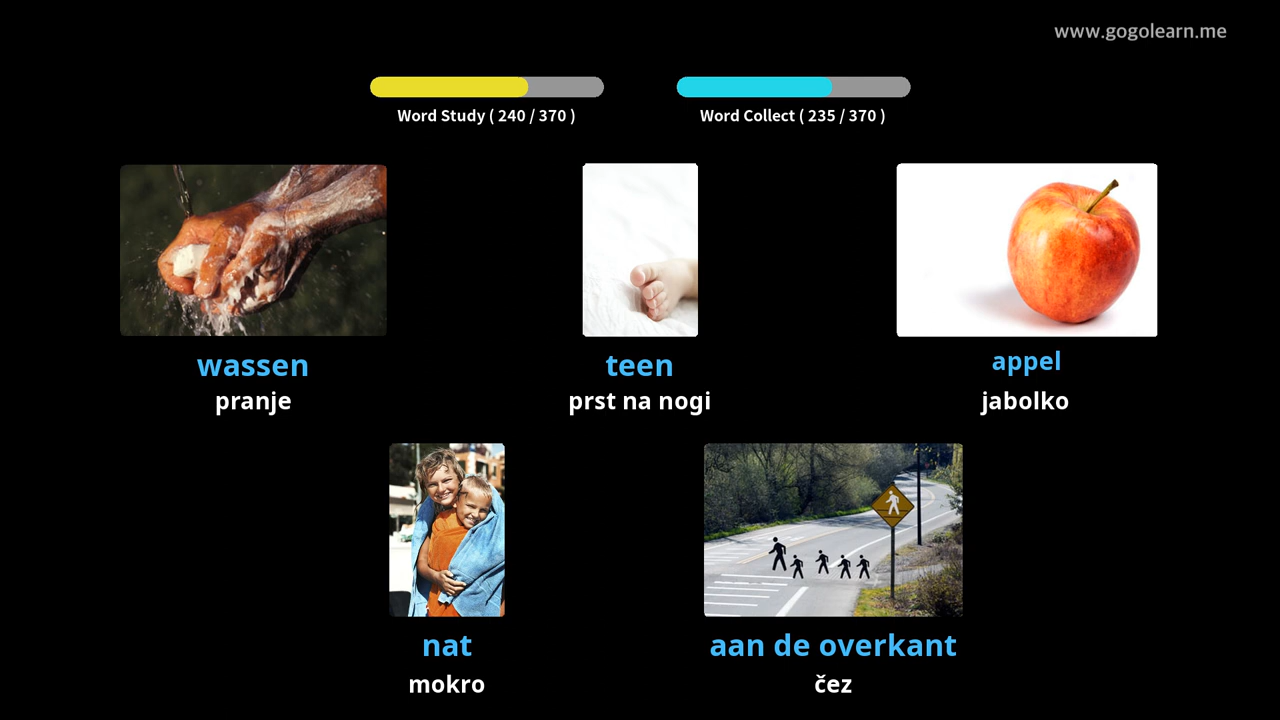 www.gogolearn.me
Word Study ( 240 / 370 )
Word Collect ( 235 / 370 )
wassen
pranje
teen
prst na nogi
appel
jabolko
nat
mokro
aan de overkant
čez